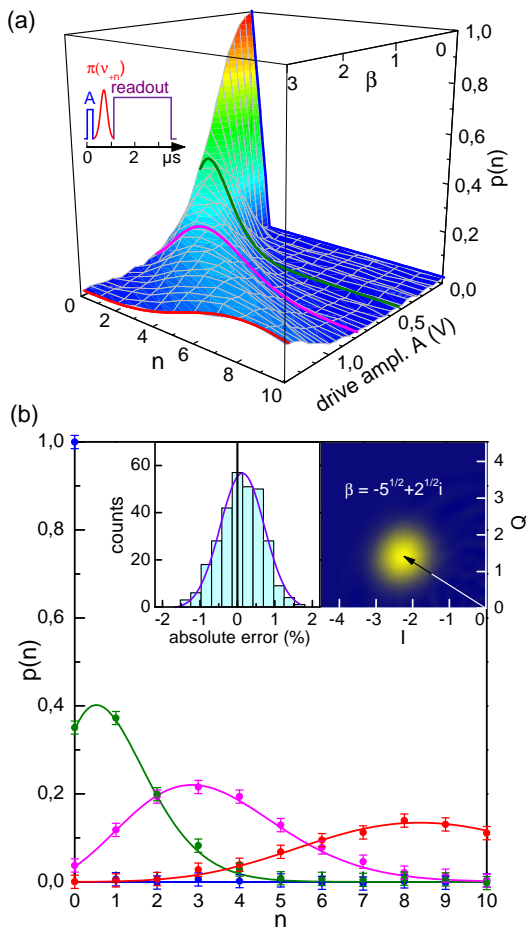 (a)
π(ν+n)
A
readout
0 2 μs
3 2 1 0
β
1,0
0,8
0,6
0,4
0,2
0,0
p(n)
0 2 4 6 8 10
n
0,5
1,0
drive ampl. A (V)
(b)
1,0
0,8
0,6
0,4
0,2
0,0
p(n)
0 1 2 3 4 5 6 7 8 9 10
n
60
40
20
0
counts
-2 -1 0 1 2
absolute error (%)
β = -5^1/2+2^1/2i
4
3
2
1
0
Q
-4 -3 -2 -1 0
I